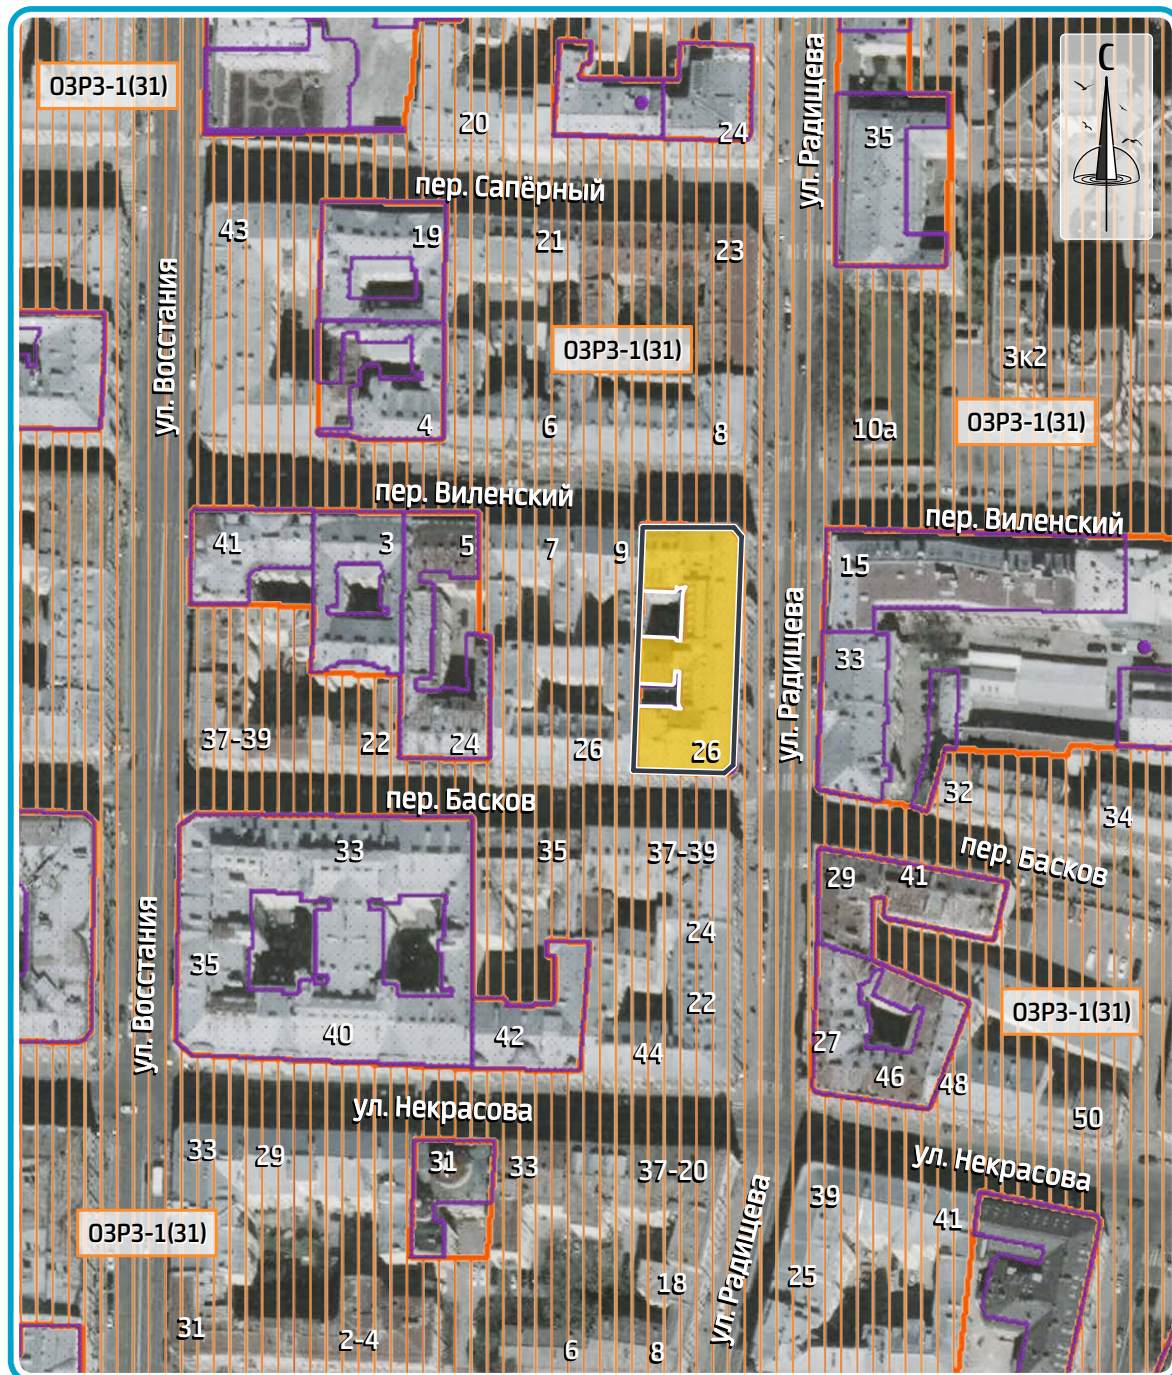 С
ОЗРЗ-1(31)
20
24
ул. Радищева
35
пер. Сапёрный
43
19
21
23
ул. Восстания
ОЗРЗ-1(31)
3к2
4
6
8
10а
ОЗРЗ-1(31)
пер. Виленский
пер. Виленский
41
3
5
7
9
15
ул. Радищева
33
37-39
22
24
26
26
32
34
пер. Басков
пер. Басков
33
35
37-39
29
41
ул. Восстания
35
24
22
40
42
44
27
46
48
ОЗРЗ-1(31)
50
ул. Некрасова
ул. Некрасова
33
29
31
33
37-20
39
41
ОЗРЗ-1(31)
ул. Радищева
18
25
31
2-4
6
8